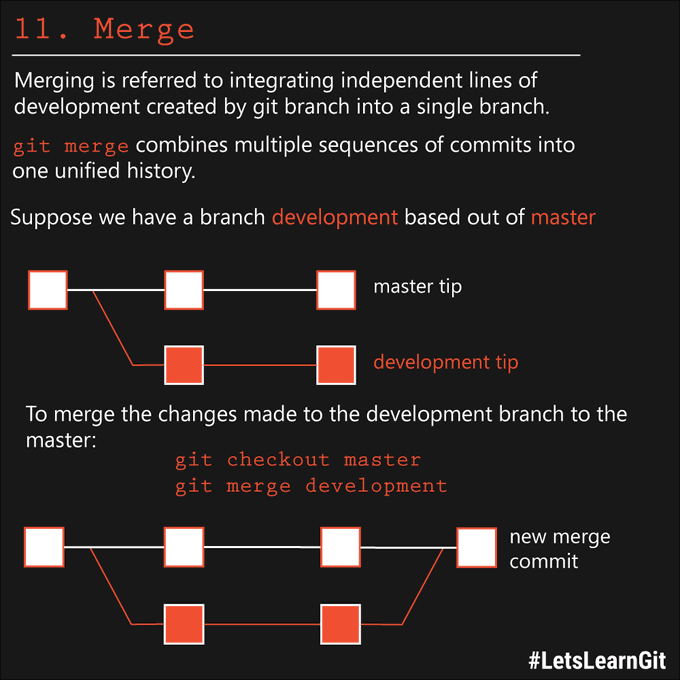 11. Merge
Merging is referred to integrating independent lines of
development created by git branch into a single branch.
git merge combines multiple sequences of commits into
one unified history.
Suppose we have a branch development based out of master
master tip
development tip
To merge the changes made to the development branch to the
master:
git checkout master
git merge development
new merge
commit
#LetsLearnGit